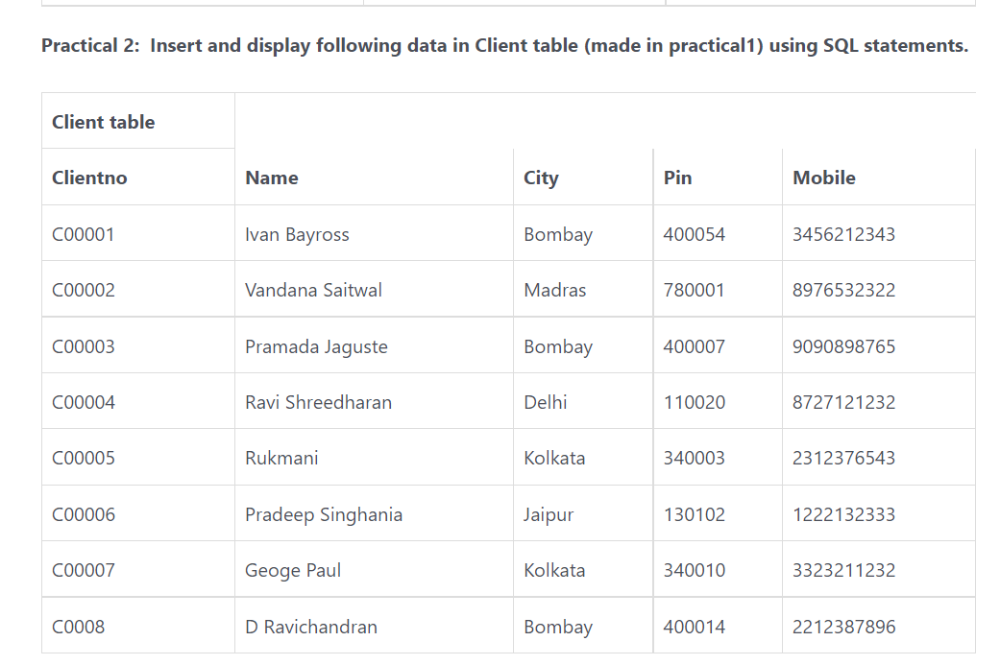 Practical 2:  Insert and display following data in Client table (made in practical1) using SQL statements.
Client table
Clientno Name City Pin Mobile
C00001 Ivan Bayross Bombay 400054 3456212343
C00002 Vandana Saitwal Madras 780001 8976532322
C00003 Pramada Jaguste Bombay 400007 9090898765
C00004 Ravi Shreedharan Delhi 110020 8727121232
C00005 Rukmani Kolkata 340003 2312376543
C00006 Pradeep Singhania Jaipur 130102 1222132333
C00007 Geoge Paul Kolkata 340010 3323211232
C0008 D Ravichandran Bombay 400014 2212387896